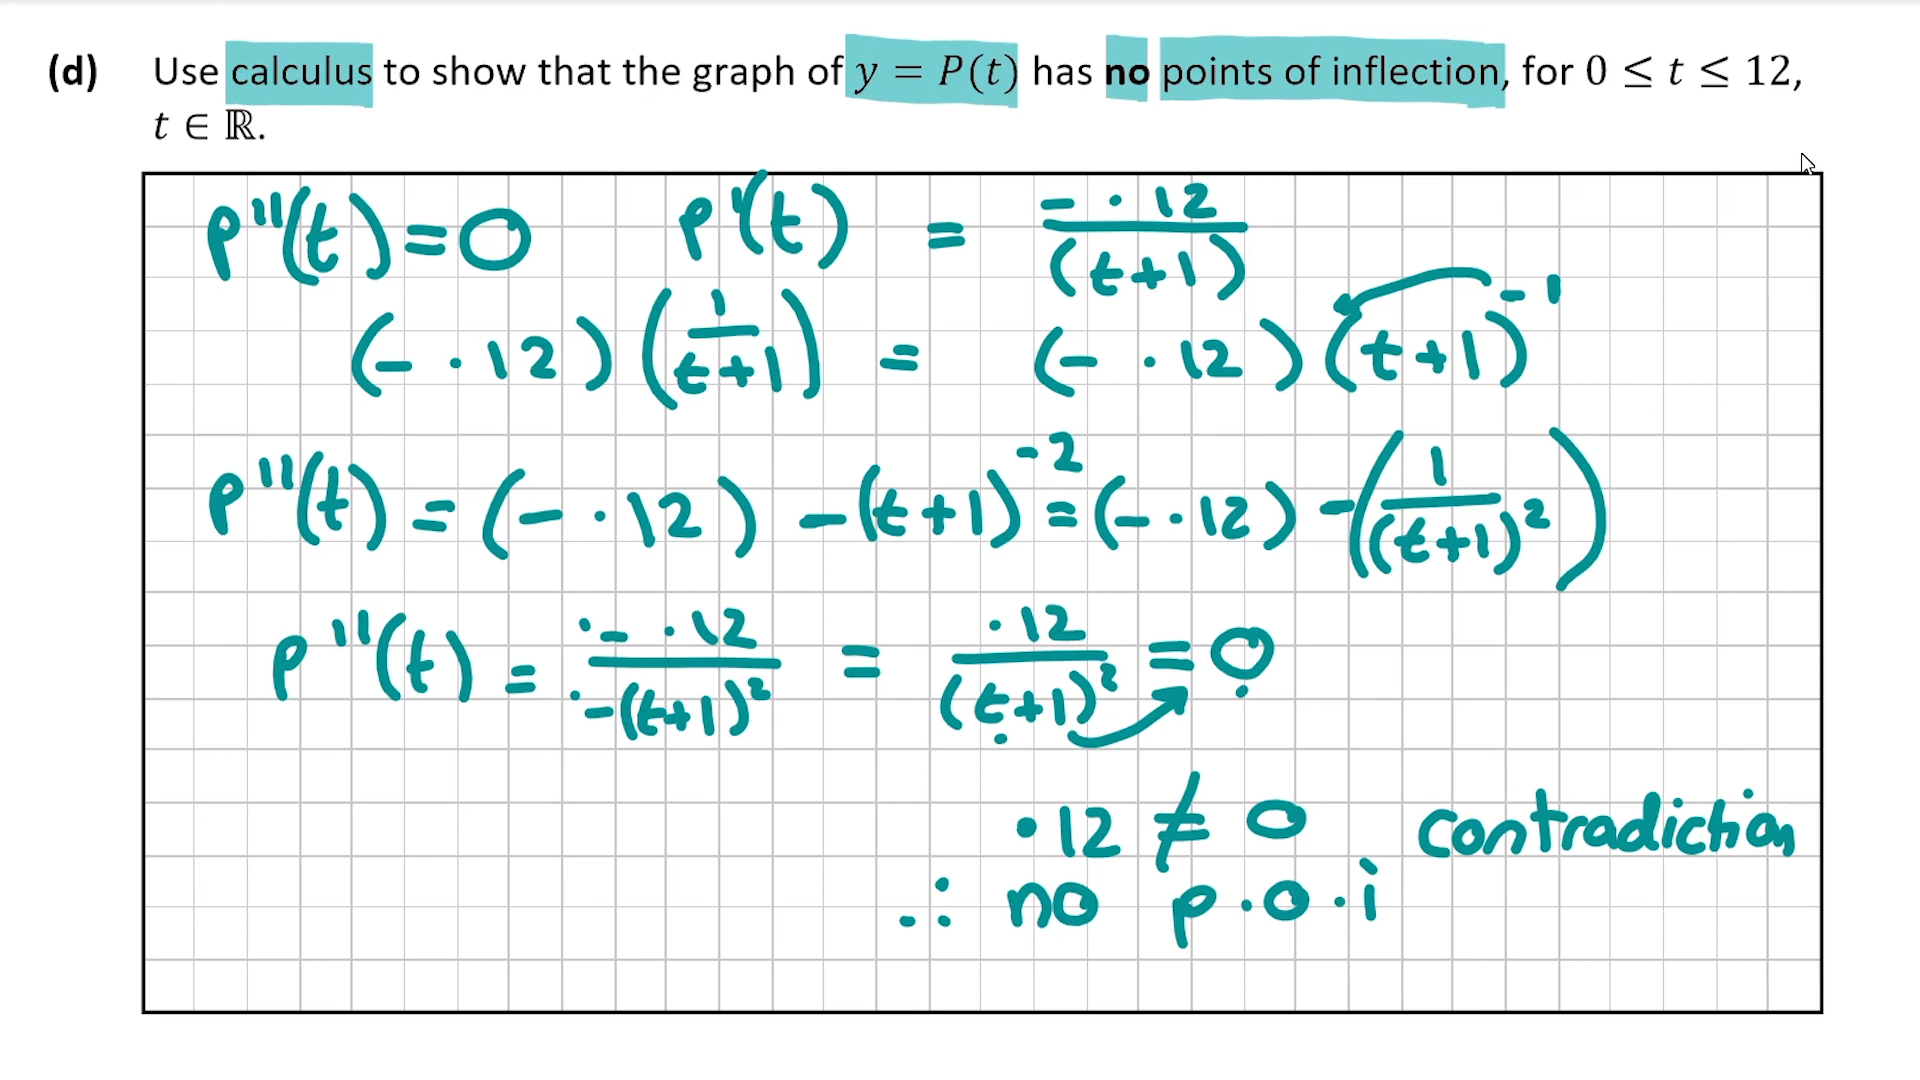 (d) Use calculus to show that the graph of y = P(t) has no points of inflection, for 0 ≤ t ≤ 12,
t ∈ ℝ.
P''(t) = 0 P'(t) = -·12/(t+1)
(-·12)(1/(t+1)) = (-·12)(t+1)^-1
P''(t) = (-·12) -(t+1)^-2 = (-·12) -(1/(t+1)^2)
P''(t) = -·12/-(t+1)^2 = ·12/(t+1)^2 = 0
·12 ≠ 0 contradiction
∴ no p.o.i